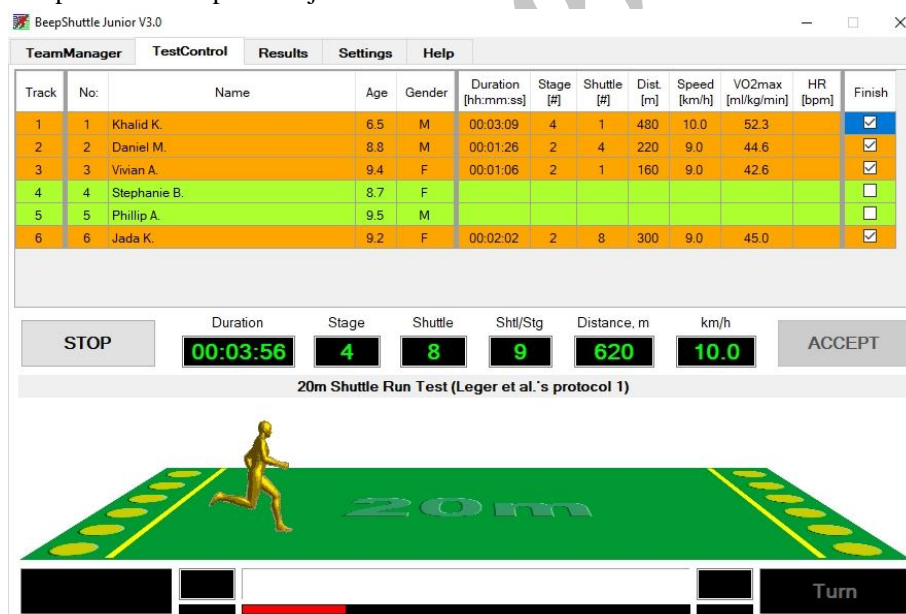 BeepShuttle Junior V3.0
TeamManager TestControl Results Settings Help
Track No: Name Age Gender Duration [hh:mm:ss] Stage [#] Shuttle [#] Dist. [m] Speed [km/h] VO2max [ml/kg/min] HR [bpm] Finish
1 1 Khalid K. 6.5 M 00:03:09 4 1 480 10.0 52.3
2 2 Daniel M. 8.8 M 00:01:26 2 4 220 9.0 44.6
3 3 Vivian A. 9.4 F 00:01:06 2 1 160 9.0 42.6
4 4 Stephanie B. 8.7 F
5 5 Phillip A. 9.5 M
6 6 Jada K. 9.2 F 00:02:02 2 8 300 9.0 45.0
Duration Stage Shuttle Shtl/Stg Distance, m km/h
STOP 00:03:56 4 8 9 620 10.0 ACCEPT
20m Shuttle Run Test (Leger et al.'s protocol 1)
20m
Turn